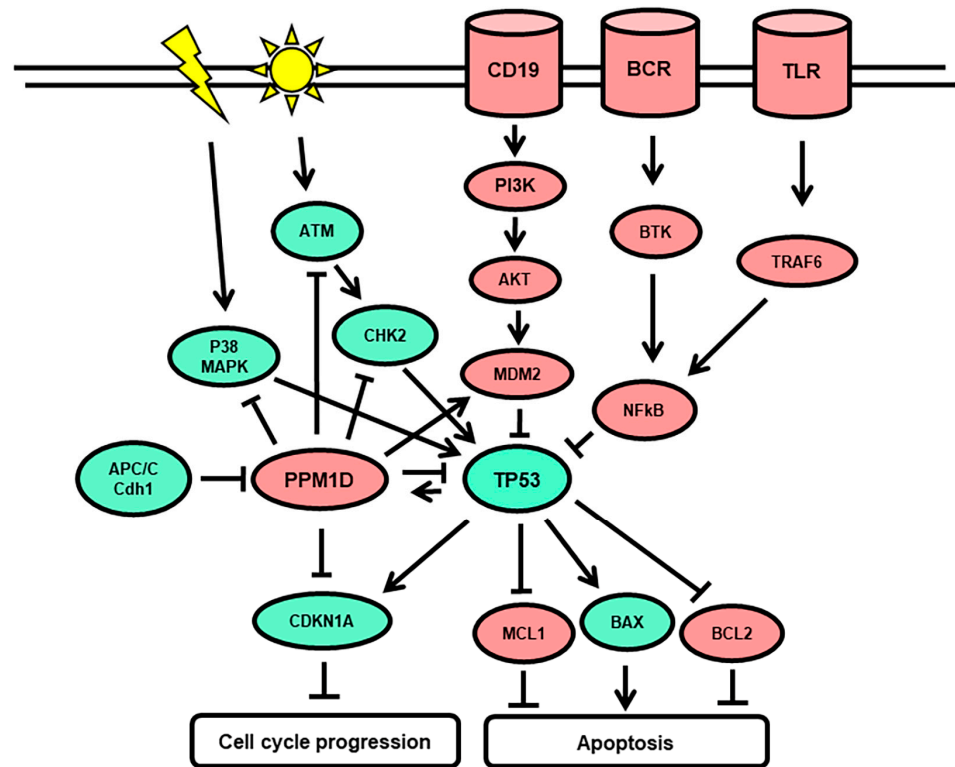 CD19
BCR
TLR
PI3K
ATM
BTK
TRAF6
AKT
CHK2
P38
MAPK
MDM2
NFkB
APC/C
Cdh1
PPM1D
TP53
CDKN1A
MCL1
BAX
BCL2
Cell cycle progression
Apoptosis